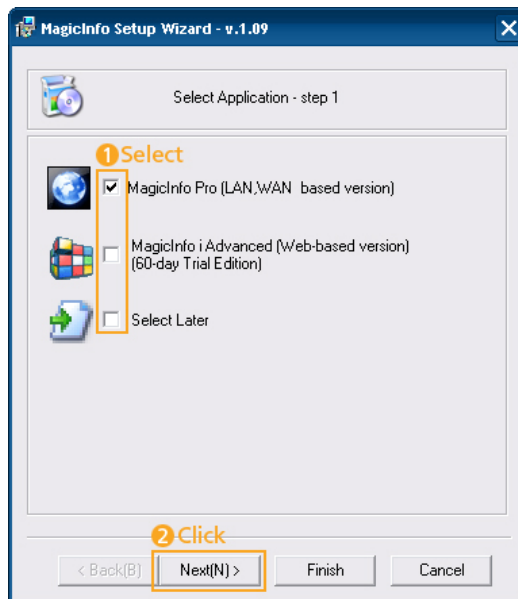 MagicInfo Setup Wizard - v.1.09
Select Application - step 1
1 Select
MagicInfo Pro (LAN,WAN based version)
MagicInfo i Advanced (Web-based version)
(60-day Trial Edition)
Select Later
2 Click
< Back(B)
Next(N) >
Finish
Cancel